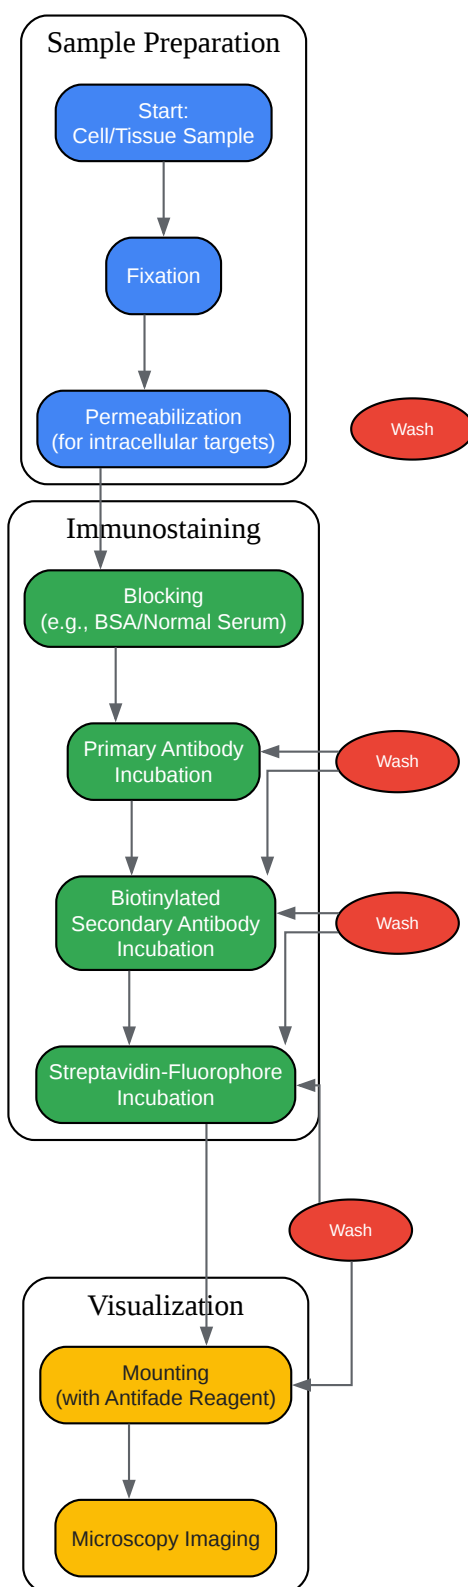 Sample Preparation
Start:
Cell/Tissue Sample
Fixation
Permeabilization
(for intracellular targets)
Wash
Immunostaining
Blocking
(e.g., BSA/Normal Serum)
Primary Antibody
Incubation
Wash
Biotinylated
Secondary Antibody
Incubation
Wash
Streptavidin-Fluorophore
Incubation
Wash
Visualization
Mounting
(with Antifade Reagent)
Microscopy Imaging